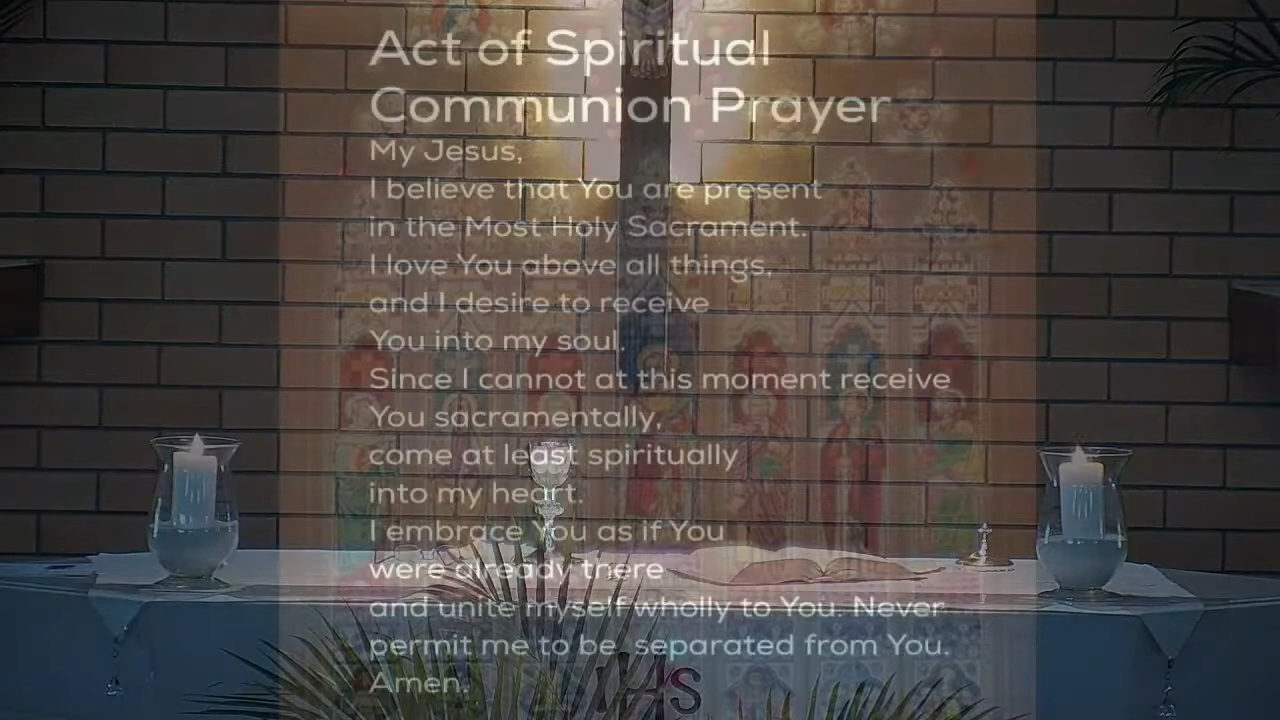 Act of Spiritual
Communion Prayer
My Jesus,
I believe that You are present
in the Most Holy Sacrament.
I love You above all things,
and I desire to receive
You into my soul.
Since I cannot at this moment receive
You sacramentally,
come at least spiritually
into my heart.
I embrace You as if You
were already there
and unite myself wholly to You. Never
permit me to be separated from You.
Amen.
IHS